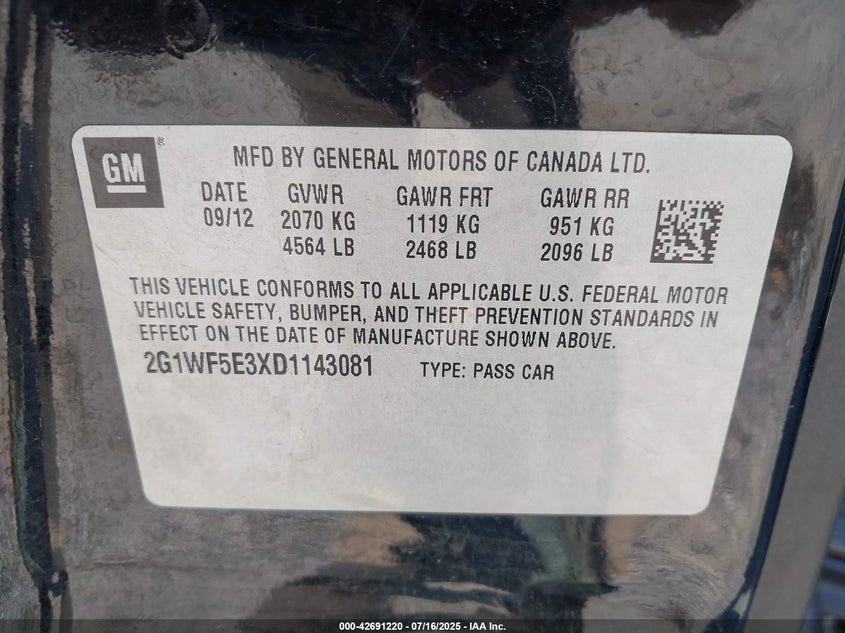 GM ®
MFD BY GENERAL MOTORS OF CANADA LTD.
DATE GVWR GAWR FRT GAWR RR
09/12 2070 KG 1119 KG 951 KG
4564 LB 2468 LB 2096 LB
THIS VEHICLE CONFORMS TO ALL APPLICABLE U.S. FEDERAL MOTOR
VEHICLE SAFETY, BUMPER, AND THEFT PREVENTION STANDARDS IN
EFFECT ON THE DATE OF MANUFACTURE SHOWN ABOVE.
2G1WF5E3XD1143081 TYPE: PASS CAR
000-42691220 - 07/16/2025 - IAA Inc.